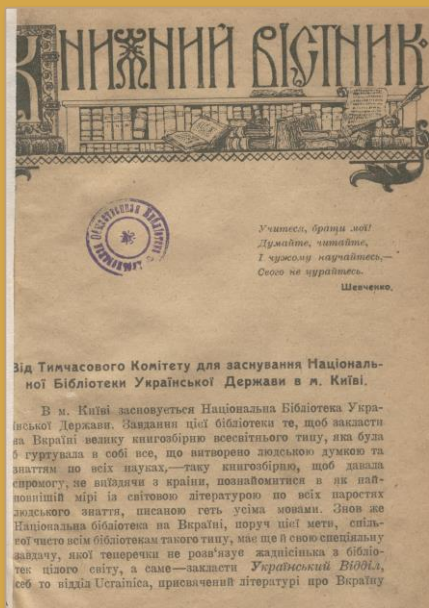 КНИЖНИЙ ВІСТНИК
Учитеся, брати мої!
Думайте, читайте,
І чужому научайтесь,—
Свого не цурайтесь.
Шевченко.
Від Тимчасового Комітету для заснування Національ-
ної Бібліотеки Української Держави в м. Київі.
В м. Київі засновується Національна Бібліотека Укра-
їнської Держави. Завдання цієї бібліотеки те, щоб закласти
на Вкраїні велику книгозбірню всесвітнього типу, яка була
б гуртувала в собі все, що витворено людською думкою та
знаттям по всіх науках,—таку книгозбірню, щоб давала
спромогу, не виїздячи з країни, познайомитися в як най-
повнішій мірі із світовою літературою по всіх паростях
людського знаття, писаною геть усіма мовами. Знов же
Національна бібліотека на Вкраїні, поруч цієї мети, спіль-
ної чисто всім бібліотекам такого типу, має ще й свою спеціяльну
завдачу, якої теперечки не розв'язує жаднісінька з бібліо-
тек цілого світу, а саме—закласти Український Відділ,
себ то відділ Ucrainica, присвячений літературі про Вкраїну